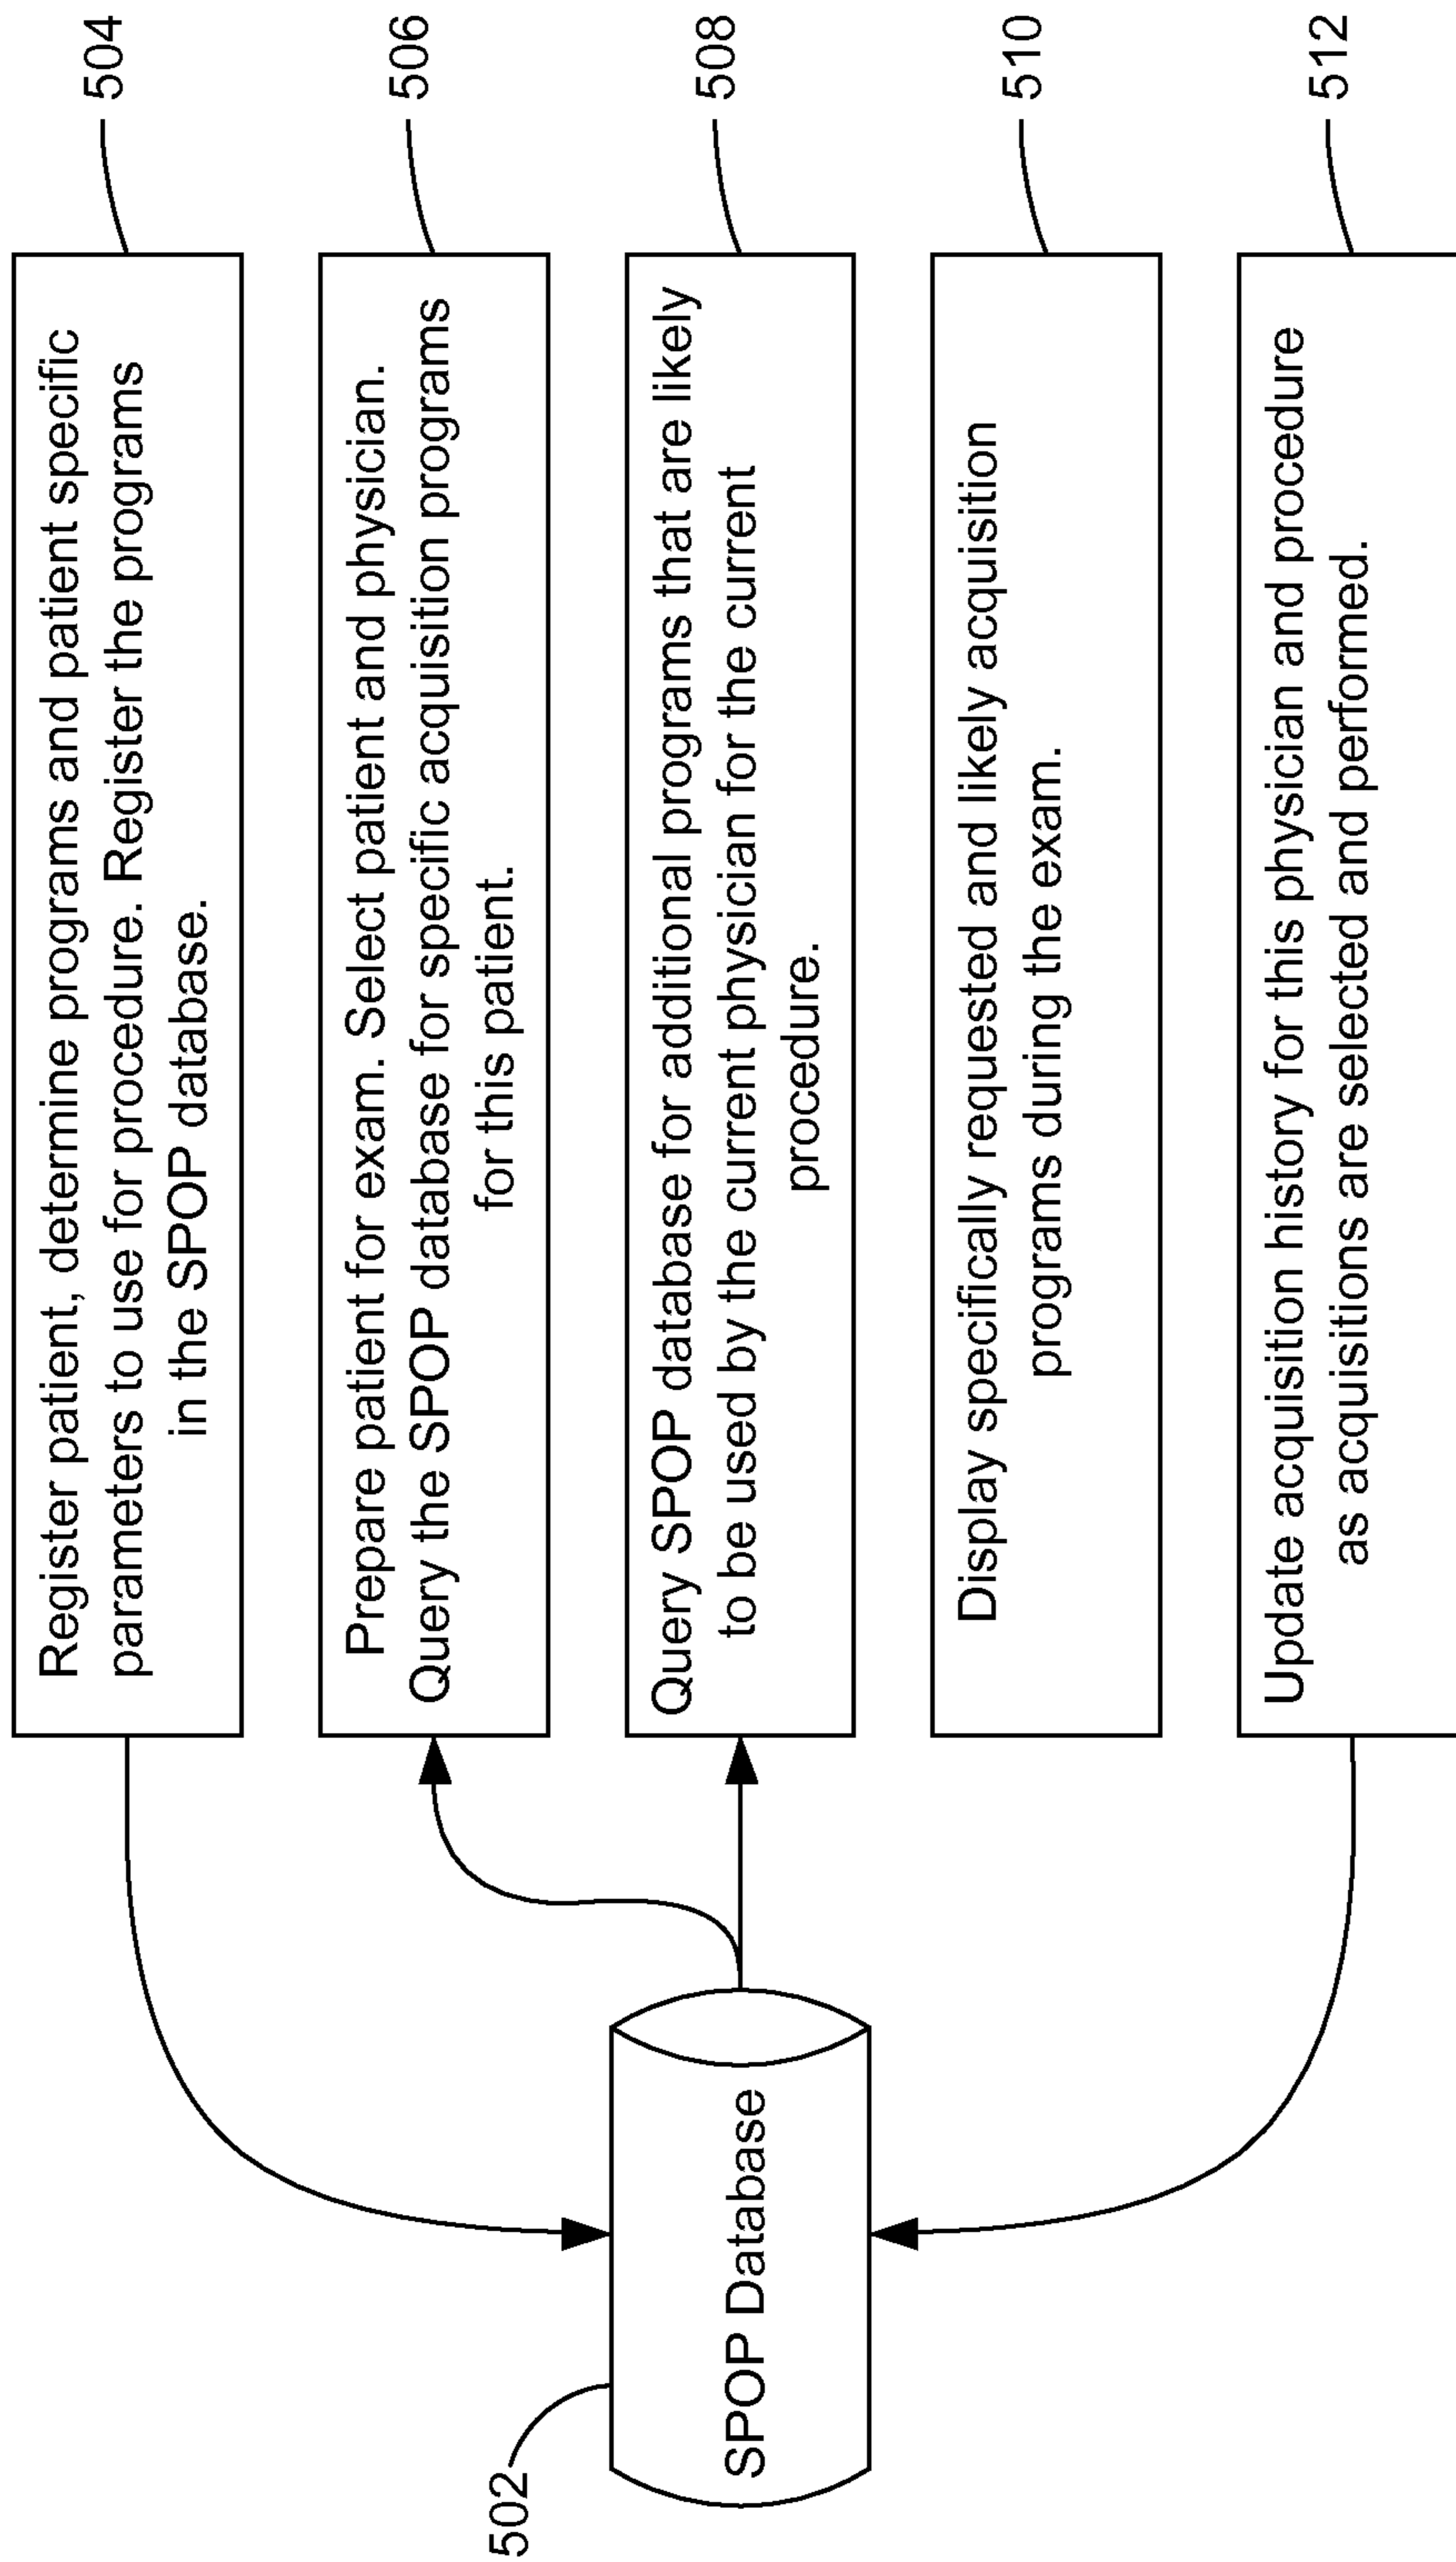 Register patient, determine programs and patient specific
parameters to use for procedure. Register the programs
in the SPOP database.
504
Prepare patient for exam. Select patient and physician.
Query the SPOP database for specific acquisition programs
for this patient.
506
Query SPOP database for additional programs that are likely
to be used by the current physician for the current
procedure.
508
Display specifically requested and likely acquisition
programs during the exam.
510
Update acquisition history for this physician and procedure
as acquisitions are selected and performed.
512
502
SPOP Database